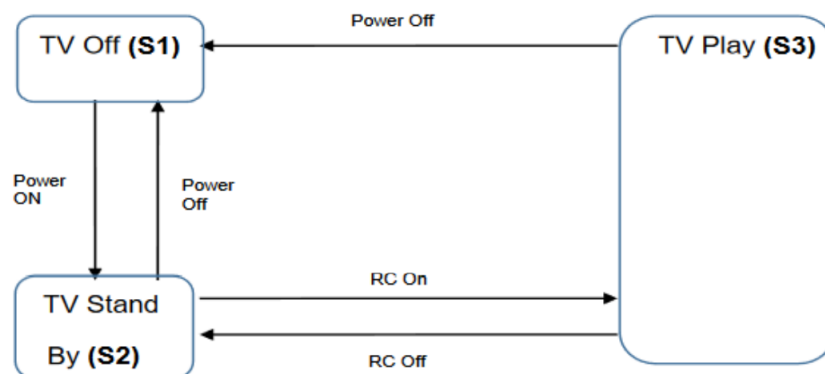 Power Off
TV Off (S1)
TV Play (S3)
Power
ON
Power
Off
TV Stand
By (S2)
RC On
RC Off